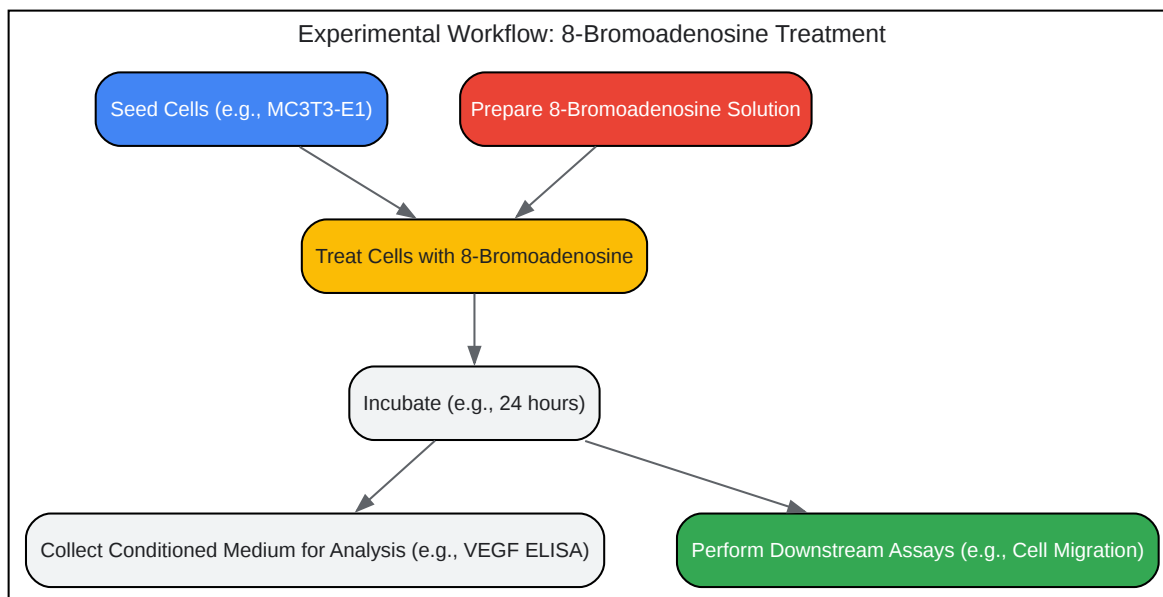 Experimental Workflow: 8-Bromoadenosine Treatment
Seed Cells (e.g., MC3T3-E1)
Prepare 8-Bromoadenosine Solution
Treat Cells with 8-Bromoadenosine
Incubate (e.g., 24 hours)
Collect Conditioned Medium for Analysis (e.g., VEGF ELISA)
Perform Downstream Assays (e.g., Cell Migration)